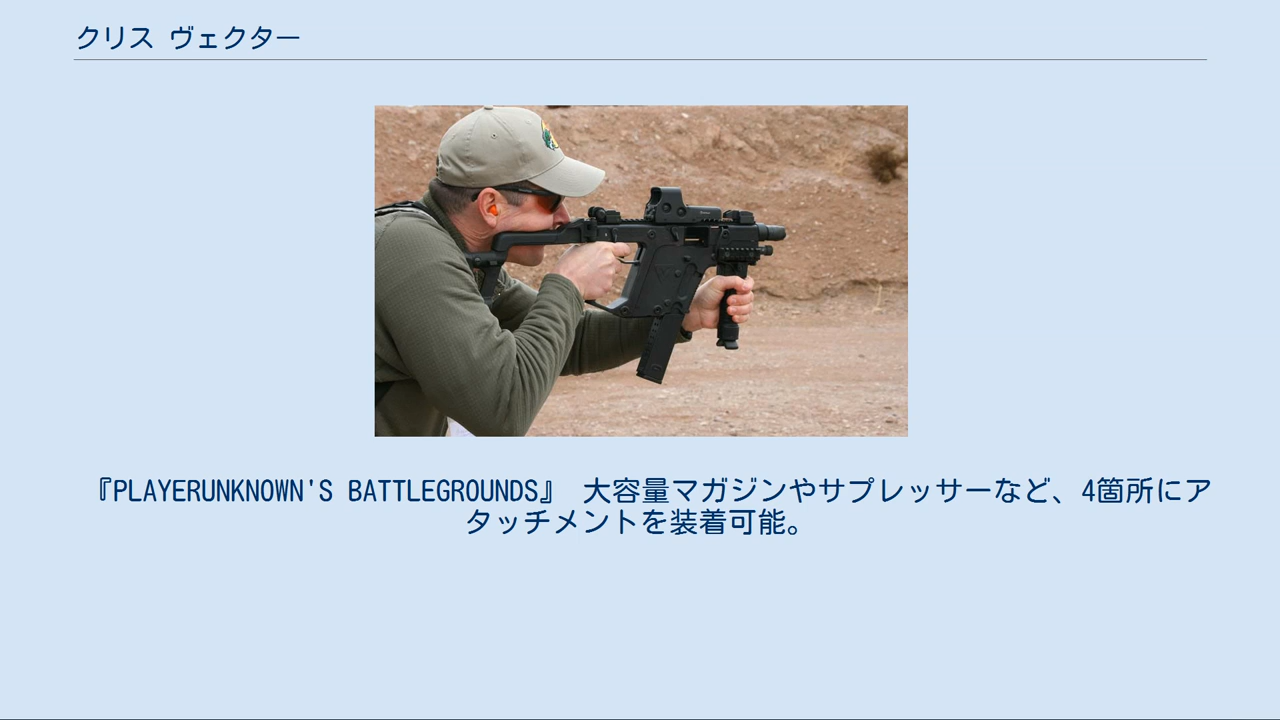 クリス ヴェクター
『PLAYERUNKNOWN'S BATTLEGROUNDS』 大容量マガジンやサプレッサーなど、4箇所にア
タッチメントを装着可能。